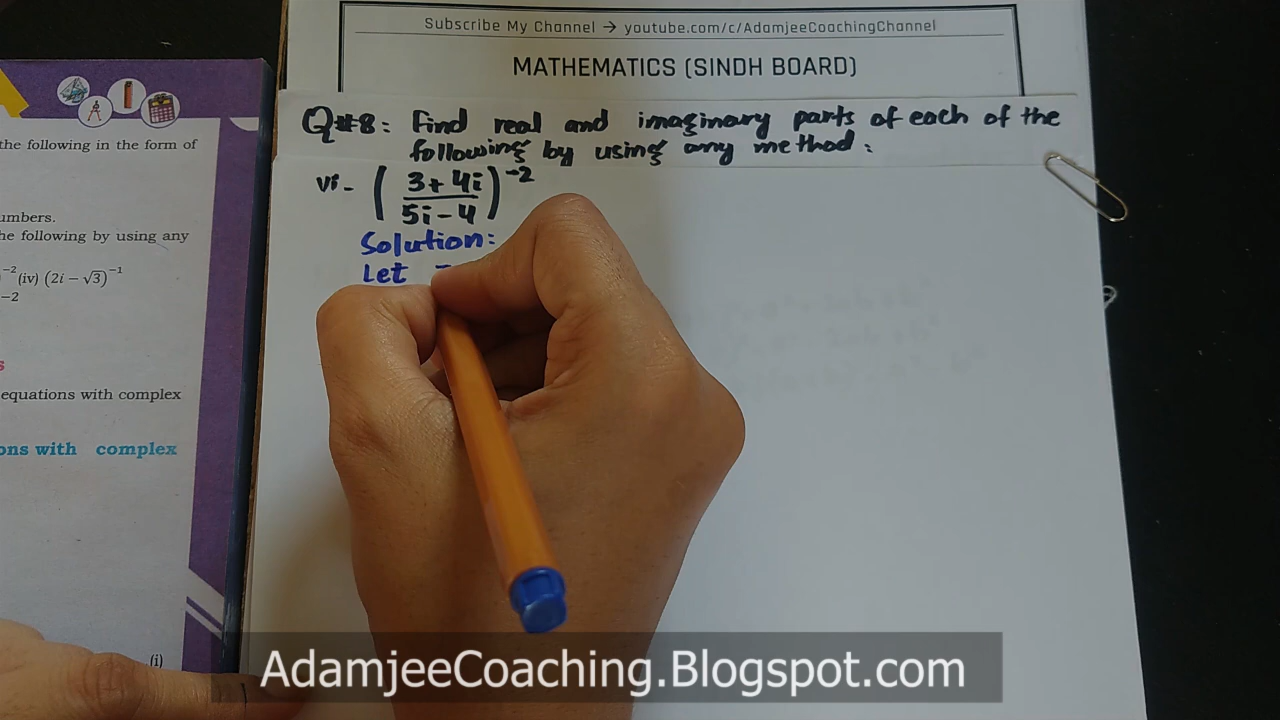 Subscribe My Channel → youtube.com/c/AdamjeeCoachingChannel
MATHEMATICS (SINDH BOARD)
Q#8: Find real and imaginary parts of each of the
following by using any method:
vi- ( 3+4i / 5i-4 )^-2
Solution:
Let
the following in the form of
umbers.
he following by using any
-2 (iv) (2i − √3)^-1
−2
s
equations with complex
ons with complex
(i)
AdamjeeCoaching.Blogspot.com